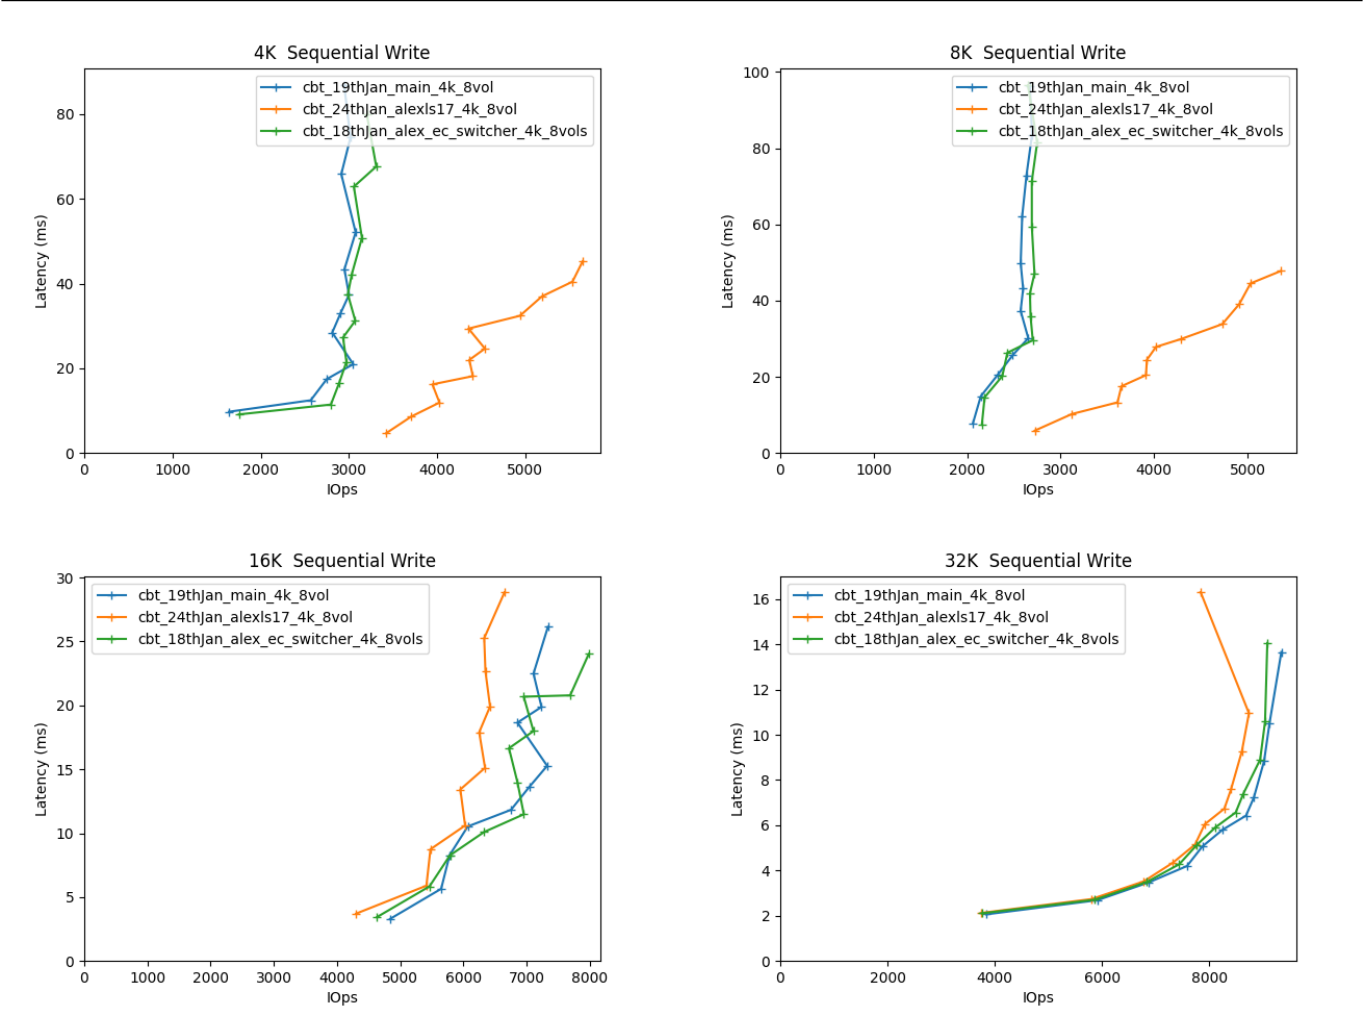 4K  Sequential Write
cbt_19thJan_main_4k_8vol
cbt_24thJan_alexls17_4k_8vol
cbt_18thJan_alex_ec_switcher_4k_8vols
80
60
40
20
0
Latency (ms)
0 1000 2000 3000 4000 5000
IOps
8K  Sequential Write
cbt_19thJan_main_4k_8vol
cbt_24thJan_alexls17_4k_8vol
cbt_18thJan_alex_ec_switcher_4k_8vols
100
80
60
40
20
0
Latency (ms)
0 1000 2000 3000 4000 5000
IOps
16K  Sequential Write
cbt_19thJan_main_4k_8vol
cbt_24thJan_alexls17_4k_8vol
cbt_18thJan_alex_ec_switcher_4k_8vols
30
25
20
15
10
5
0
Latency (ms)
0 1000 2000 3000 4000 5000 6000 7000 8000
IOps
32K  Sequential Write
cbt_19thJan_main_4k_8vol
cbt_24thJan_alexls17_4k_8vol
cbt_18thJan_alex_ec_switcher_4k_8vols
16
14
12
10
8
6
4
2
0
Latency (ms)
0 2000 4000 6000 8000
IOps